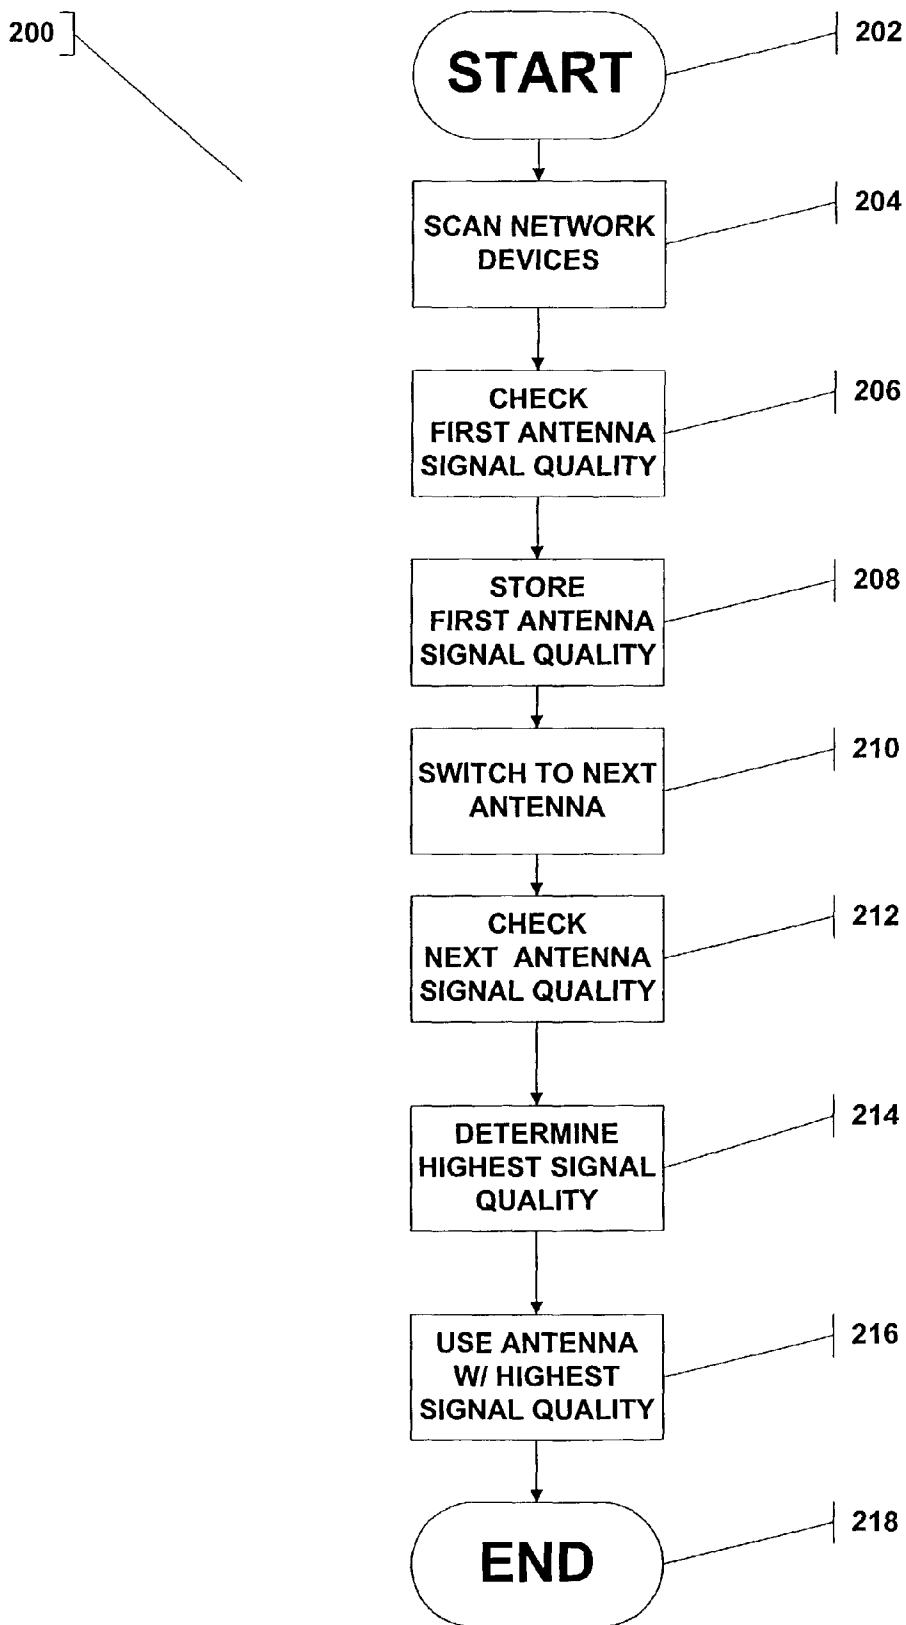 200
START
202
SCAN NETWORK
DEVICES
204
CHECK
FIRST ANTENNA
SIGNAL QUALITY
206
STORE
FIRST ANTENNA
SIGNAL QUALITY
208
SWITCH TO NEXT
ANTENNA
210
CHECK
NEXT ANTENNA
SIGNAL QUALITY
212
DETERMINE
HIGHEST SIGNAL
QUALITY
214
USE ANTENNA
W/ HIGHEST
SIGNAL QUALITY
216
END
218